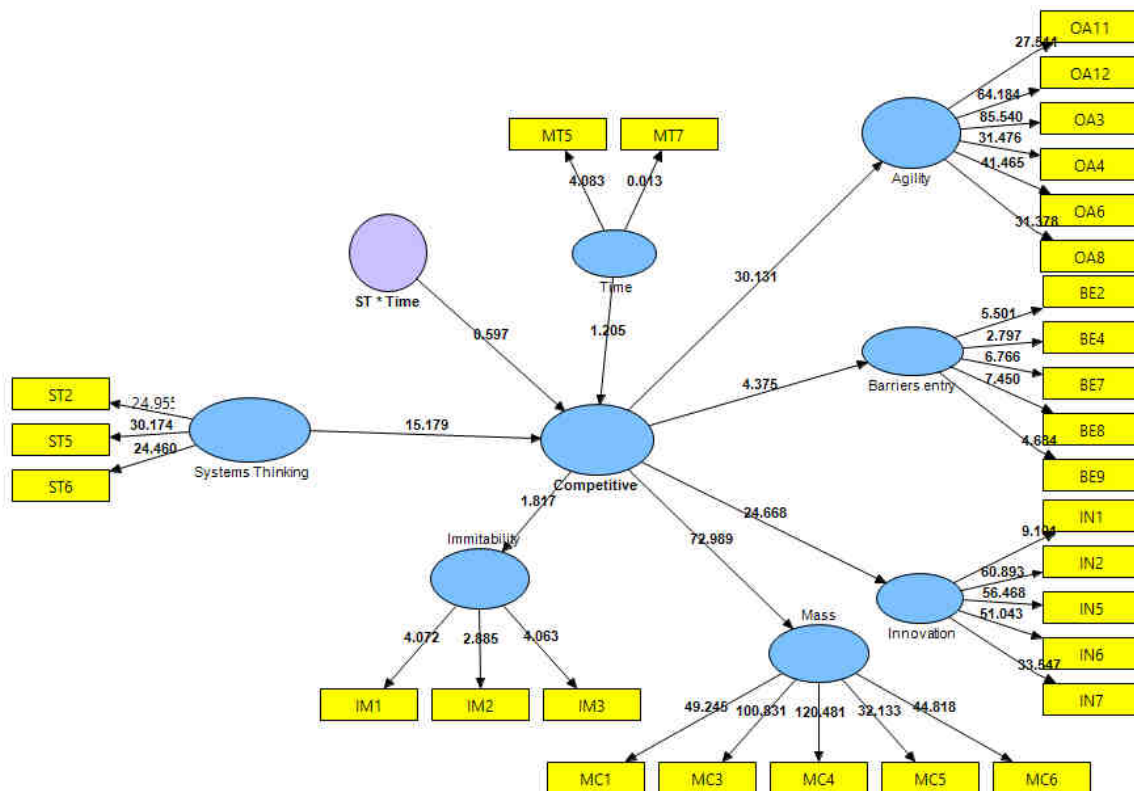 OA11
27.544
OA12
64.184
85.540
OA3
31.476
OA4
41.465
OA6
31.378
OA8
Agility
MT5
MT7
4.083
0.013
Time
ST * Time
30.131
0.597
1.205
BE2
5.501
BE4
2.797
6.766
BE7
7.450
BE8
4.634
BE9
Barriers entry
4.375
ST2
24.955
ST5
30.174
ST6
24.460
Systems Thinking
15.179
Competitive
1.817
24.668
72.989
IN1
9.101
IN2
60.893
56.468
IN5
51.043
IN6
33.547
IN7
Innovation
Immitability
4.072
2.885
4.063
IM1
IM2
IM3
Mass
49.245
100.831
120.481
32.133
44.818
MC1
MC3
MC4
MC5
MC6